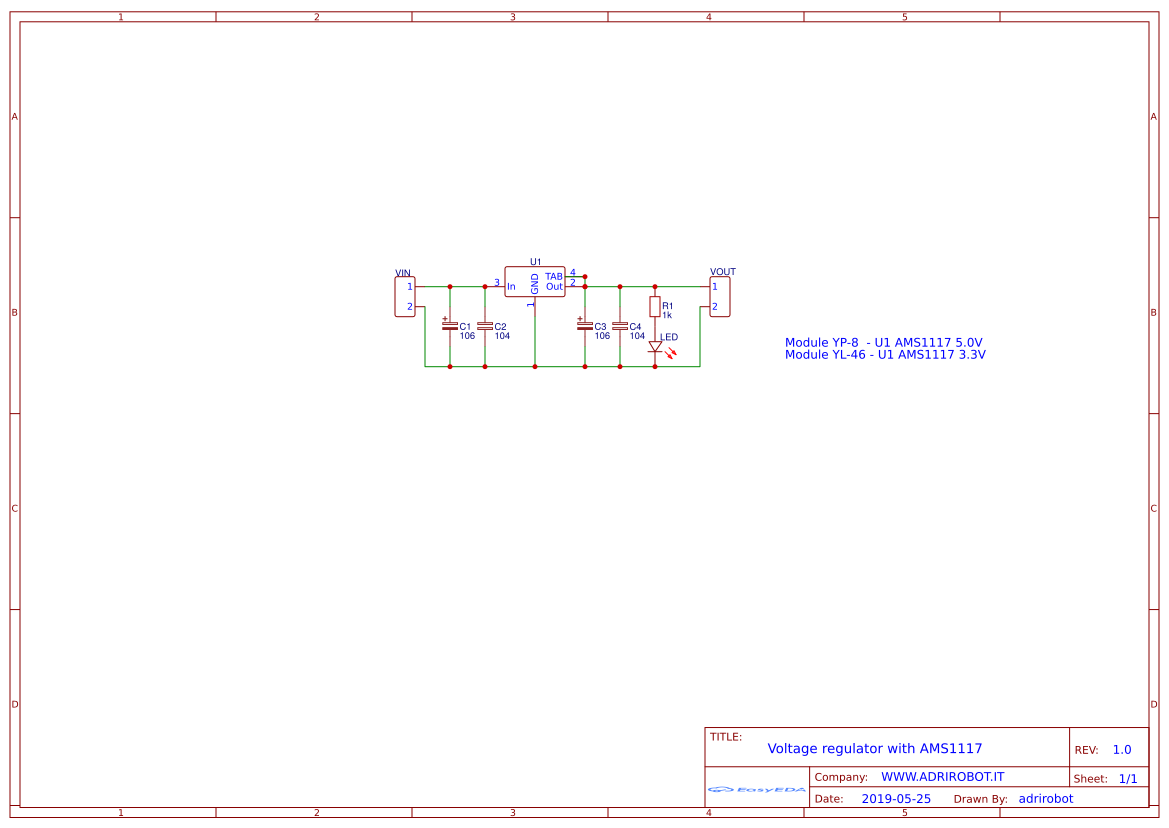 1 2 3 4 5
A A
U1
VIN VOUT
TAB 4
1 3 In GND Out 2 1
2 1 2
+ C1 C2 + C3 C4 R1
106 104 106 104 1k
LED
B B
Module YP-8 - U1 AMS1117 5.0V
Module YL-46 - U1 AMS1117 3.3V
C C
D D
TITLE:
Voltage regulator with AMS1117
REV: 1.0
EasyEDA
Company: WWW.ADRIROBOT.IT
Sheet: 1/1
Date: 2019-05-25 Drawn By: adrirobot
1 2 3 4 5